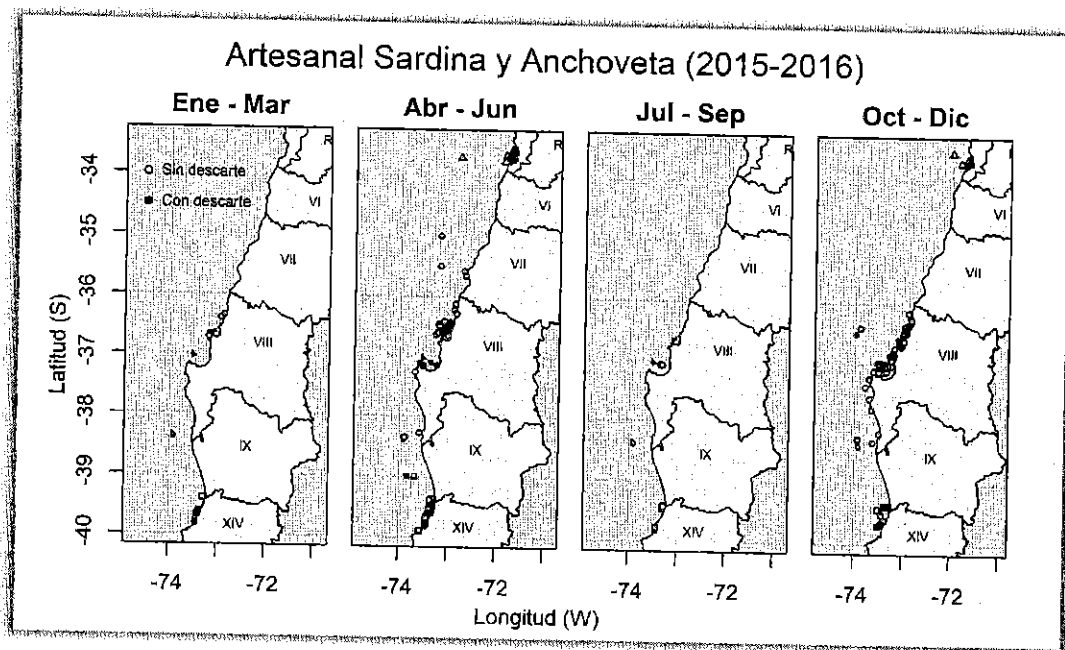 Artesanal Sardina y Anchoveta (2015-2016)
Ene - Mar
Abr - Jun
Jul - Sep
Oct - Dic
Sin descarte
Con descarte
Latitud (S)
-34
-35
-36
-37
-38
-39
-40
R
VI
VII
VIII
IX
XIV
R
VI
VII
VIII
IX
XIV
R
VI
VII
VIII
IX
XIV
R
VI
VII
VIII
IX
XIV
-74
-72
-74
-72
-74
-72
-74
-72
Longitud (W)